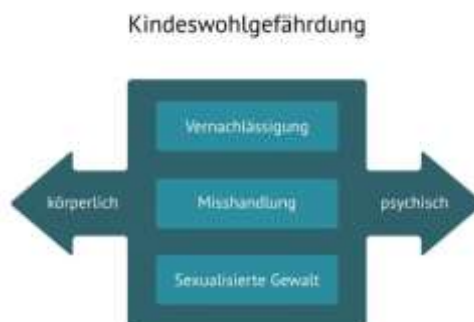 Kindeswohlgefährdung
Vernachlässigung
körperlich
Misshandlung
psychisch
Sexualisierte Gewalt